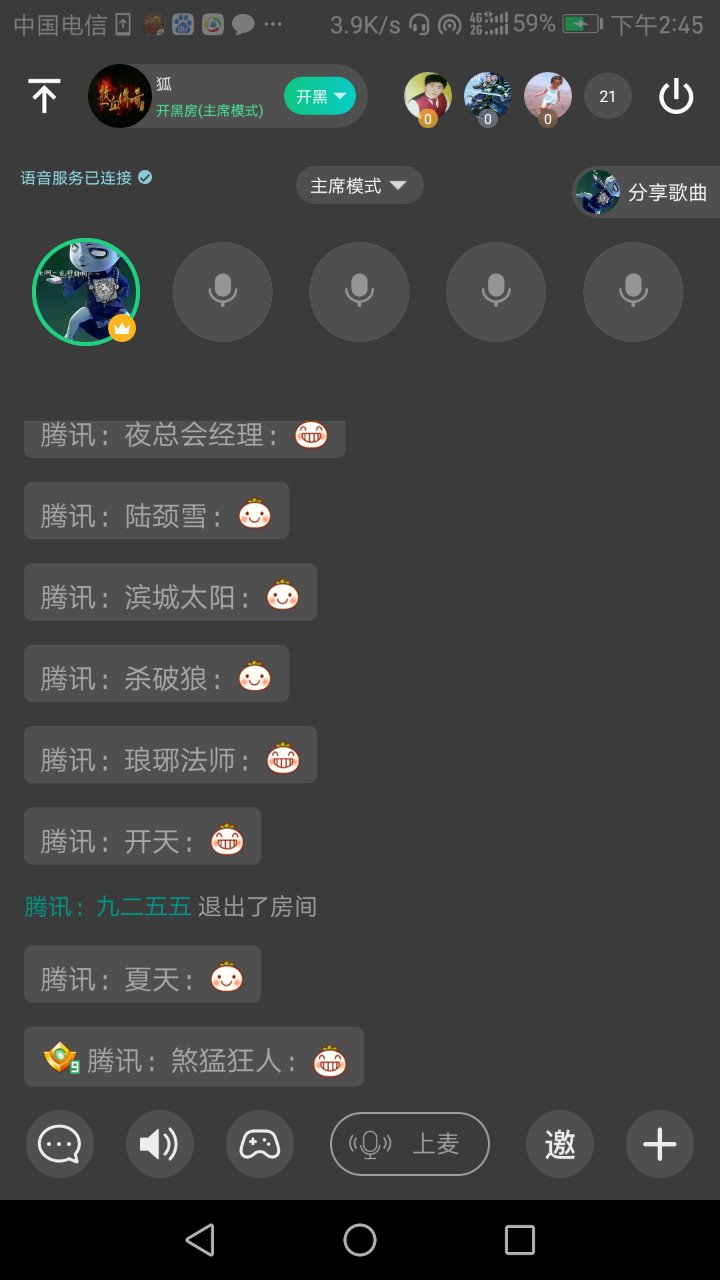 中国电信 ··· 3.9K/s 4G 2G 59% 下午2:45
狐
开黑房(主席模式)
开黑
0 0 0 21
语音服务已连接
主席模式
分享歌曲
腾讯：夜总会经理：
腾讯：陆颈雪：
腾讯：滨城太阳：
腾讯：杀破狼：
腾讯：琅琊法师：
腾讯：开天：
腾讯：九二五五 退出了房间
腾讯：夏天：
9 腾讯：煞猛狂人：
上麦
邀